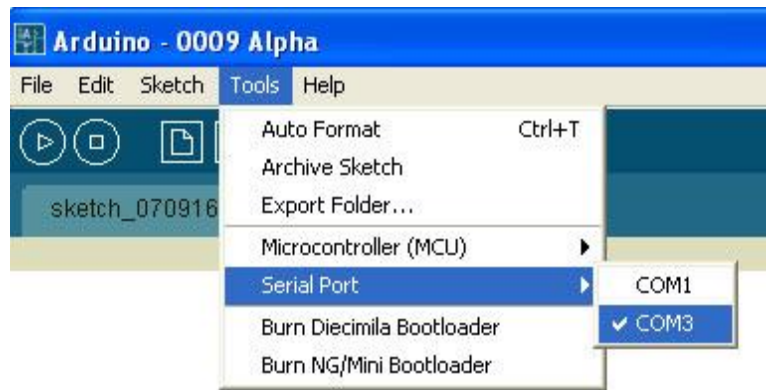 Arduino - 0009 Alpha
File Edit Sketch Tools Help
Auto Format Ctrl+T
Archive Sketch
sketch_070916
Export Folder...
Microcontroller (MCU)
Serial Port
COM1
Burn Diecimila Bootloader
COM3
Burn NG/Mini Bootloader